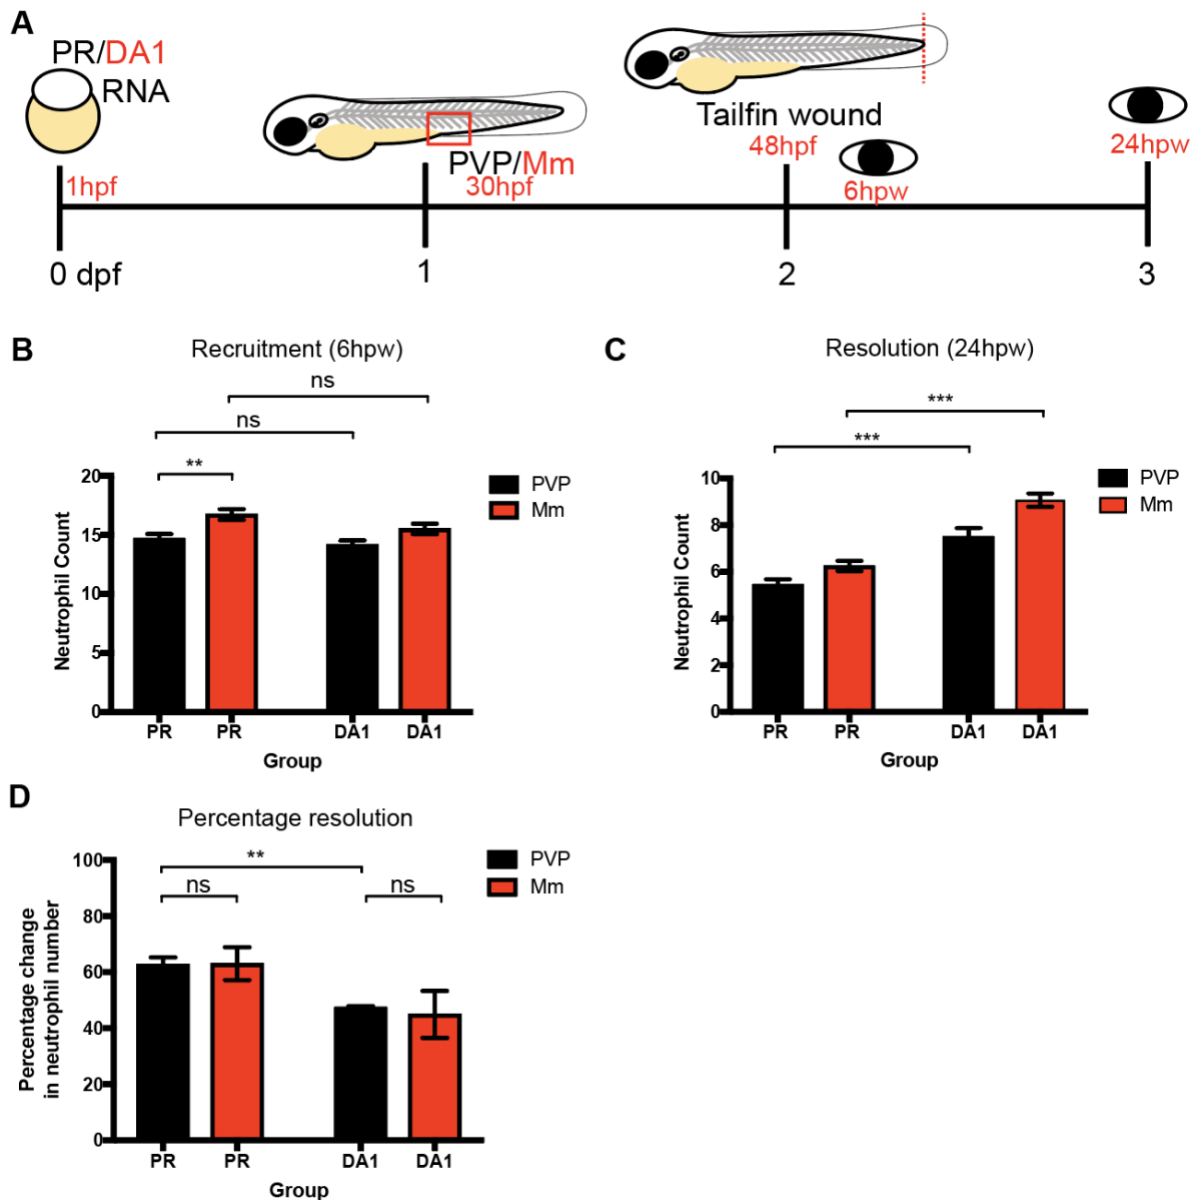 A
PR/DA1
RNA
1hpf
PVP/Mm
30hpf
Tailfin wound
48hpf
6hpw
24hpw
0 dpf
1
2
3
B
Recruitment (6hpw)
ns
ns
**
20
15
10
5
0
Neutrophil Count
PR
PR
DA1
DA1
Group
PVP
Mm
C
Resolution (24hpw)
***
***
10
8
6
4
2
0
Neutrophil Count
PR
PR
DA1
DA1
Group
PVP
Mm
D
Percentage resolution
**
ns
ns
100
80
60
40
20
0
Percentage change
in neutrophil number
PR
PR
DA1
DA1
Group
PVP
Mm